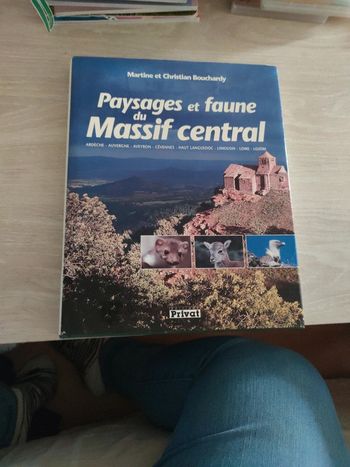 Martine et Christian Bouchardy
Paysages et faune
du
Massif central
ARDÈCHE - AUVERGNE - AVEYRON - CÉVENNES - HAUT LANGUEDOC - LIMOUSIN - LOIRE - LOZÈRE
Privat